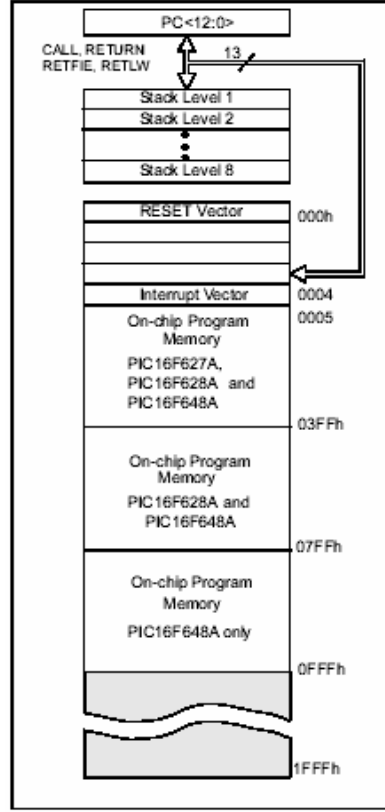 PC<12:0>
CALL, RETURN
RETFIE, RETLW
13
Stack Level 1
Stack Level 2
Stack Level 8
RESET Vector
000h
Interrupt Vector
0004
0005
On-chip Program
Memory
PIC16F627A,
PIC16F628A and
PIC16F648A
03FFh
On-chip Program
Memory
PIC16F628A and
PIC16F648A
07FFh
On-chip Program
Memory
PIC16F648A only
0FFFh
1FFFh